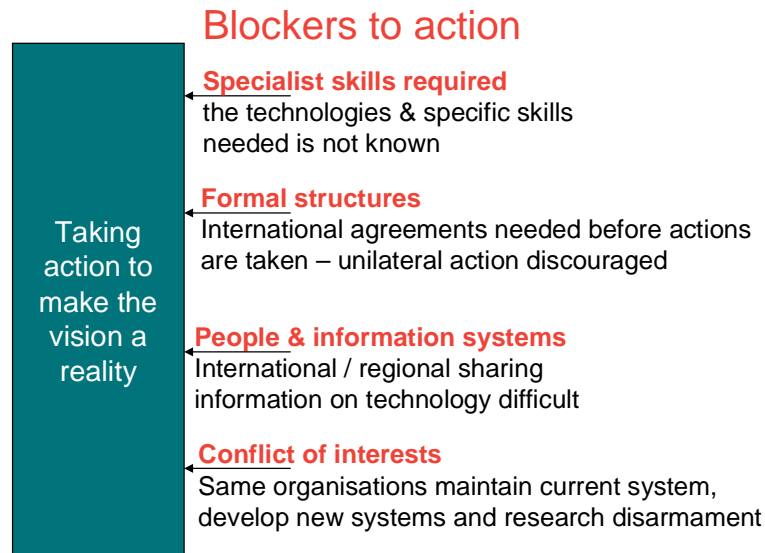 Blockers to action
Taking
action to
make the
vision a
reality
Specialist skills required
the technologies & specific skills
needed is not known
Formal structures
International agreements needed before actions
are taken – unilateral action discouraged
People & information systems
International / regional sharing
information on technology difficult
Conflict of interests
Same organisations maintain current system,
develop new systems and research disarmament